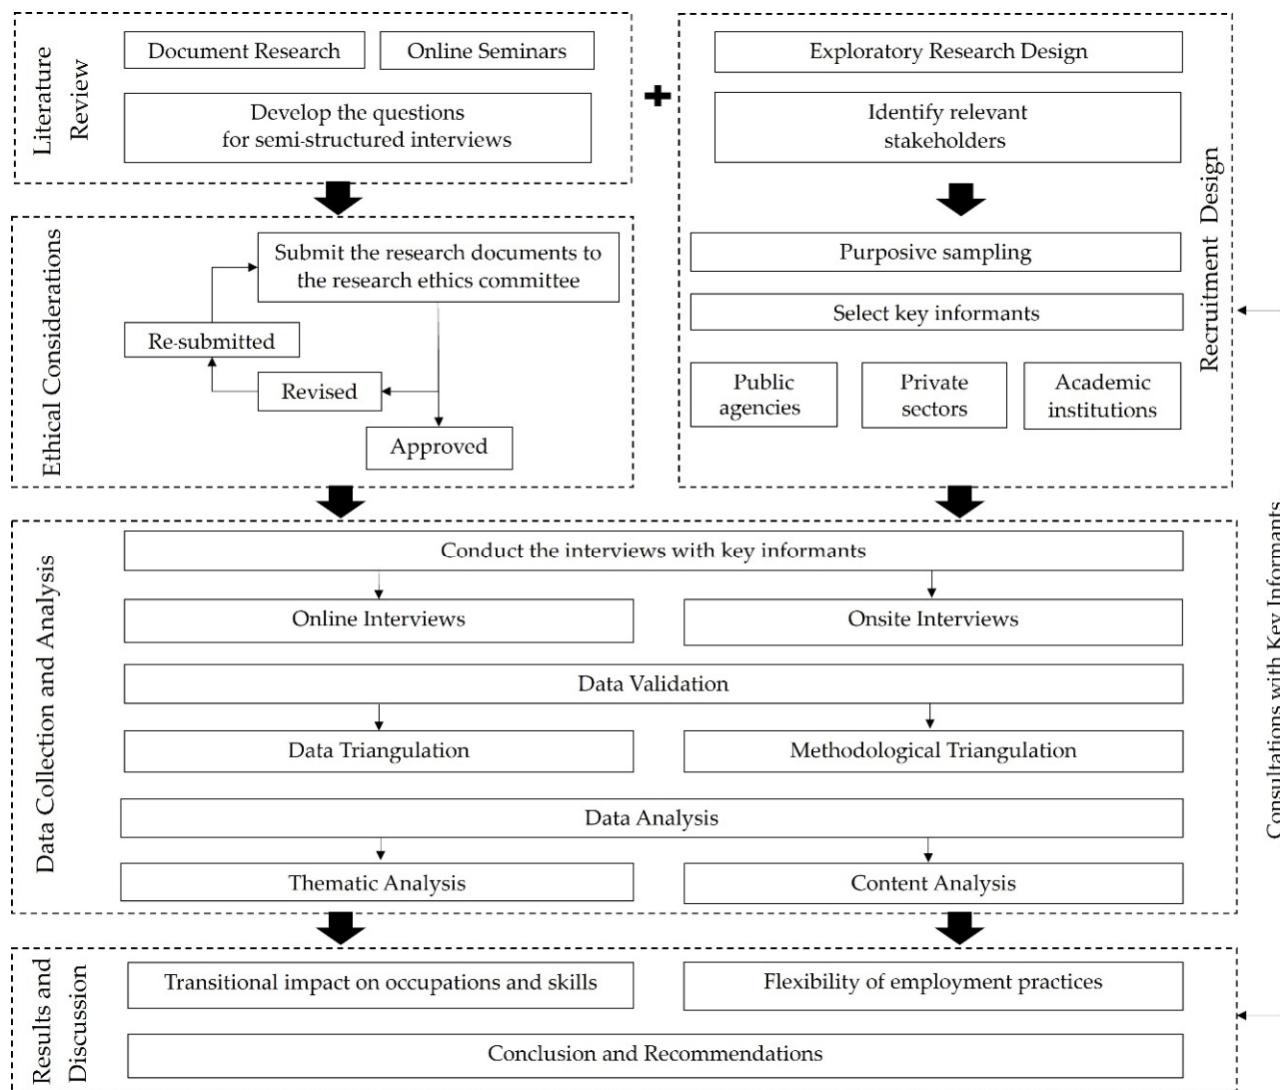 Literature
Review
Document Research
Online Seminars
Develop the questions
for semi-structured interviews
Exploratory Research Design
Identify relevant
stakeholders
Recruitment Design
Purposive sampling
Select key informants
Public
agencies
Private
sectors
Academic
institutions
Ethical Considerations
Submit the research documents to
the research ethics committee
Re-submitted
Revised
Approved
Data Collection and Analysis
Conduct the interviews with key informants
Online Interviews
Onsite Interviews
Data Validation
Data Triangulation
Methodological Triangulation
Data Analysis
Thematic Analysis
Content Analysis
Consultations with Key Informants
Results and
Discussion
Transitional impact on occupations and skills
Flexibility of employment practices
Conclusion and Recommendations